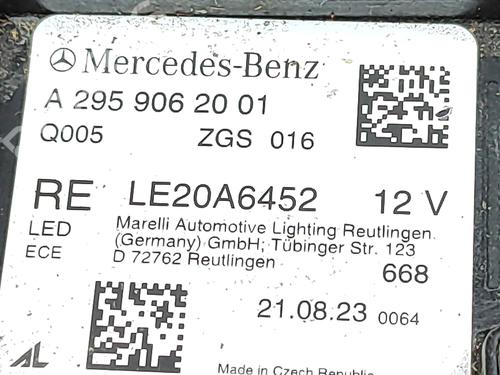 Mercedes-Benz
A 295 906 20 01
Q005 ZGS 016
RE LE20A6452 12 V
LED Marelli Automotive Lighting Reutlingen
(Germany) GmbH; Tübinger Str. 123
ECE D 72762 Reutlingen
668
21.08.23 0064
AL
Made in Czech Republic